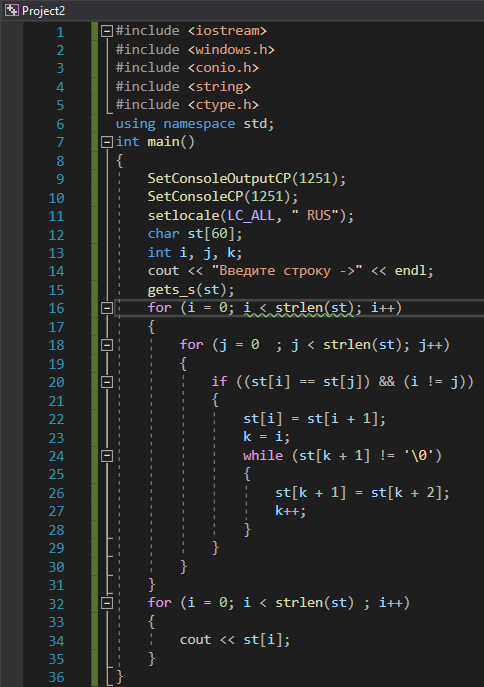 Project2
1 #include <iostream>
2 #include <windows.h>
3 #include <conio.h>
4 #include <string>
5 #include <ctype.h>
6 using namespace std;
7 int main()
8 {
9 SetConsoleOutputCP(1251);
10 SetConsoleCP(1251);
11 setlocale(LC_ALL, " RUS");
12 char st[60];
13 int i, j, k;
14 cout << "Введите строку ->" << endl;
15 gets_s(st);
16 for (i = 0; i < strlen(st); i++)
17 {
18 for (j = 0  ; j < strlen(st); j++)
19 {
20 if ((st[i] == st[j]) && (i != j))
21 {
22 st[i] = st[i + 1];
23 k = i;
24 while (st[k + 1] != '\0')
25 {
26 st[k + 1] = st[k + 2];
27 k++;
28 }
29 }
30 }
31 }
32 for (i = 0; i < strlen(st) ; i++)
33 {
34 cout << st[i];
35 }
36 }